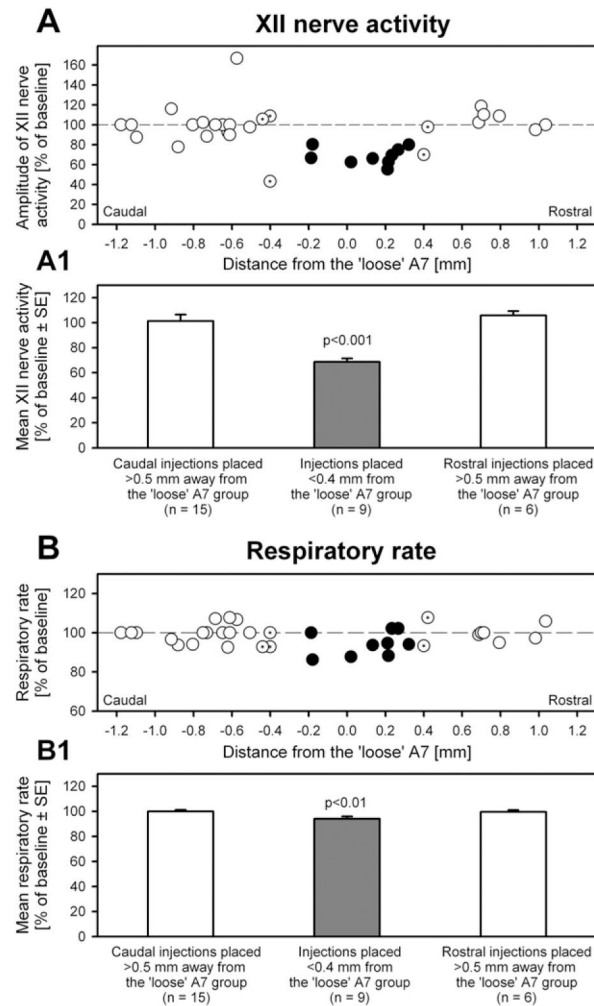 A
XII nerve activity
Amplitude of XII nerve
activity [% of baseline]
160
140
120
100
80
60
40
20
0
Caudal
Rostral
-1.2 -1.0 -0.8 -0.6 -0.4 -0.2 0.0 0.2 0.4 0.6 0.8 1.0 1.2
Distance from the 'loose' A7 [mm]
A1
Mean XII nerve activity
[% of baseline ± SE]
120
100
80
60
40
20
0
p<0.001
Caudal injections placed
>0.5 mm away from
the 'loose' A7 group
(n = 15)
Injections placed
<0.4 mm from
the 'loose' A7 group
(n = 9)
Rostral injections placed
>0.5 mm away from
the 'loose' A7 group
(n = 6)
B
Respiratory rate
Respiratory rate
[% of baseline]
120
100
80
60
Caudal
Rostral
-1.2 -1.0 -0.8 -0.6 -0.4 -0.2 0.0 0.2 0.4 0.6 0.8 1.0 1.2
Distance from the 'loose' A7 [mm]
B1
Mean respiratory rate
[% of baseline ± SE]
120
100
80
60
40
20
0
p<0.01
Caudal injections placed
>0.5 mm away from
the 'loose' A7 group
(n = 15)
Injections placed
<0.4 mm from
the 'loose' A7 group
(n = 9)
Rostral injections placed
>0.5 mm away from
the 'loose' A7 group
(n = 6)